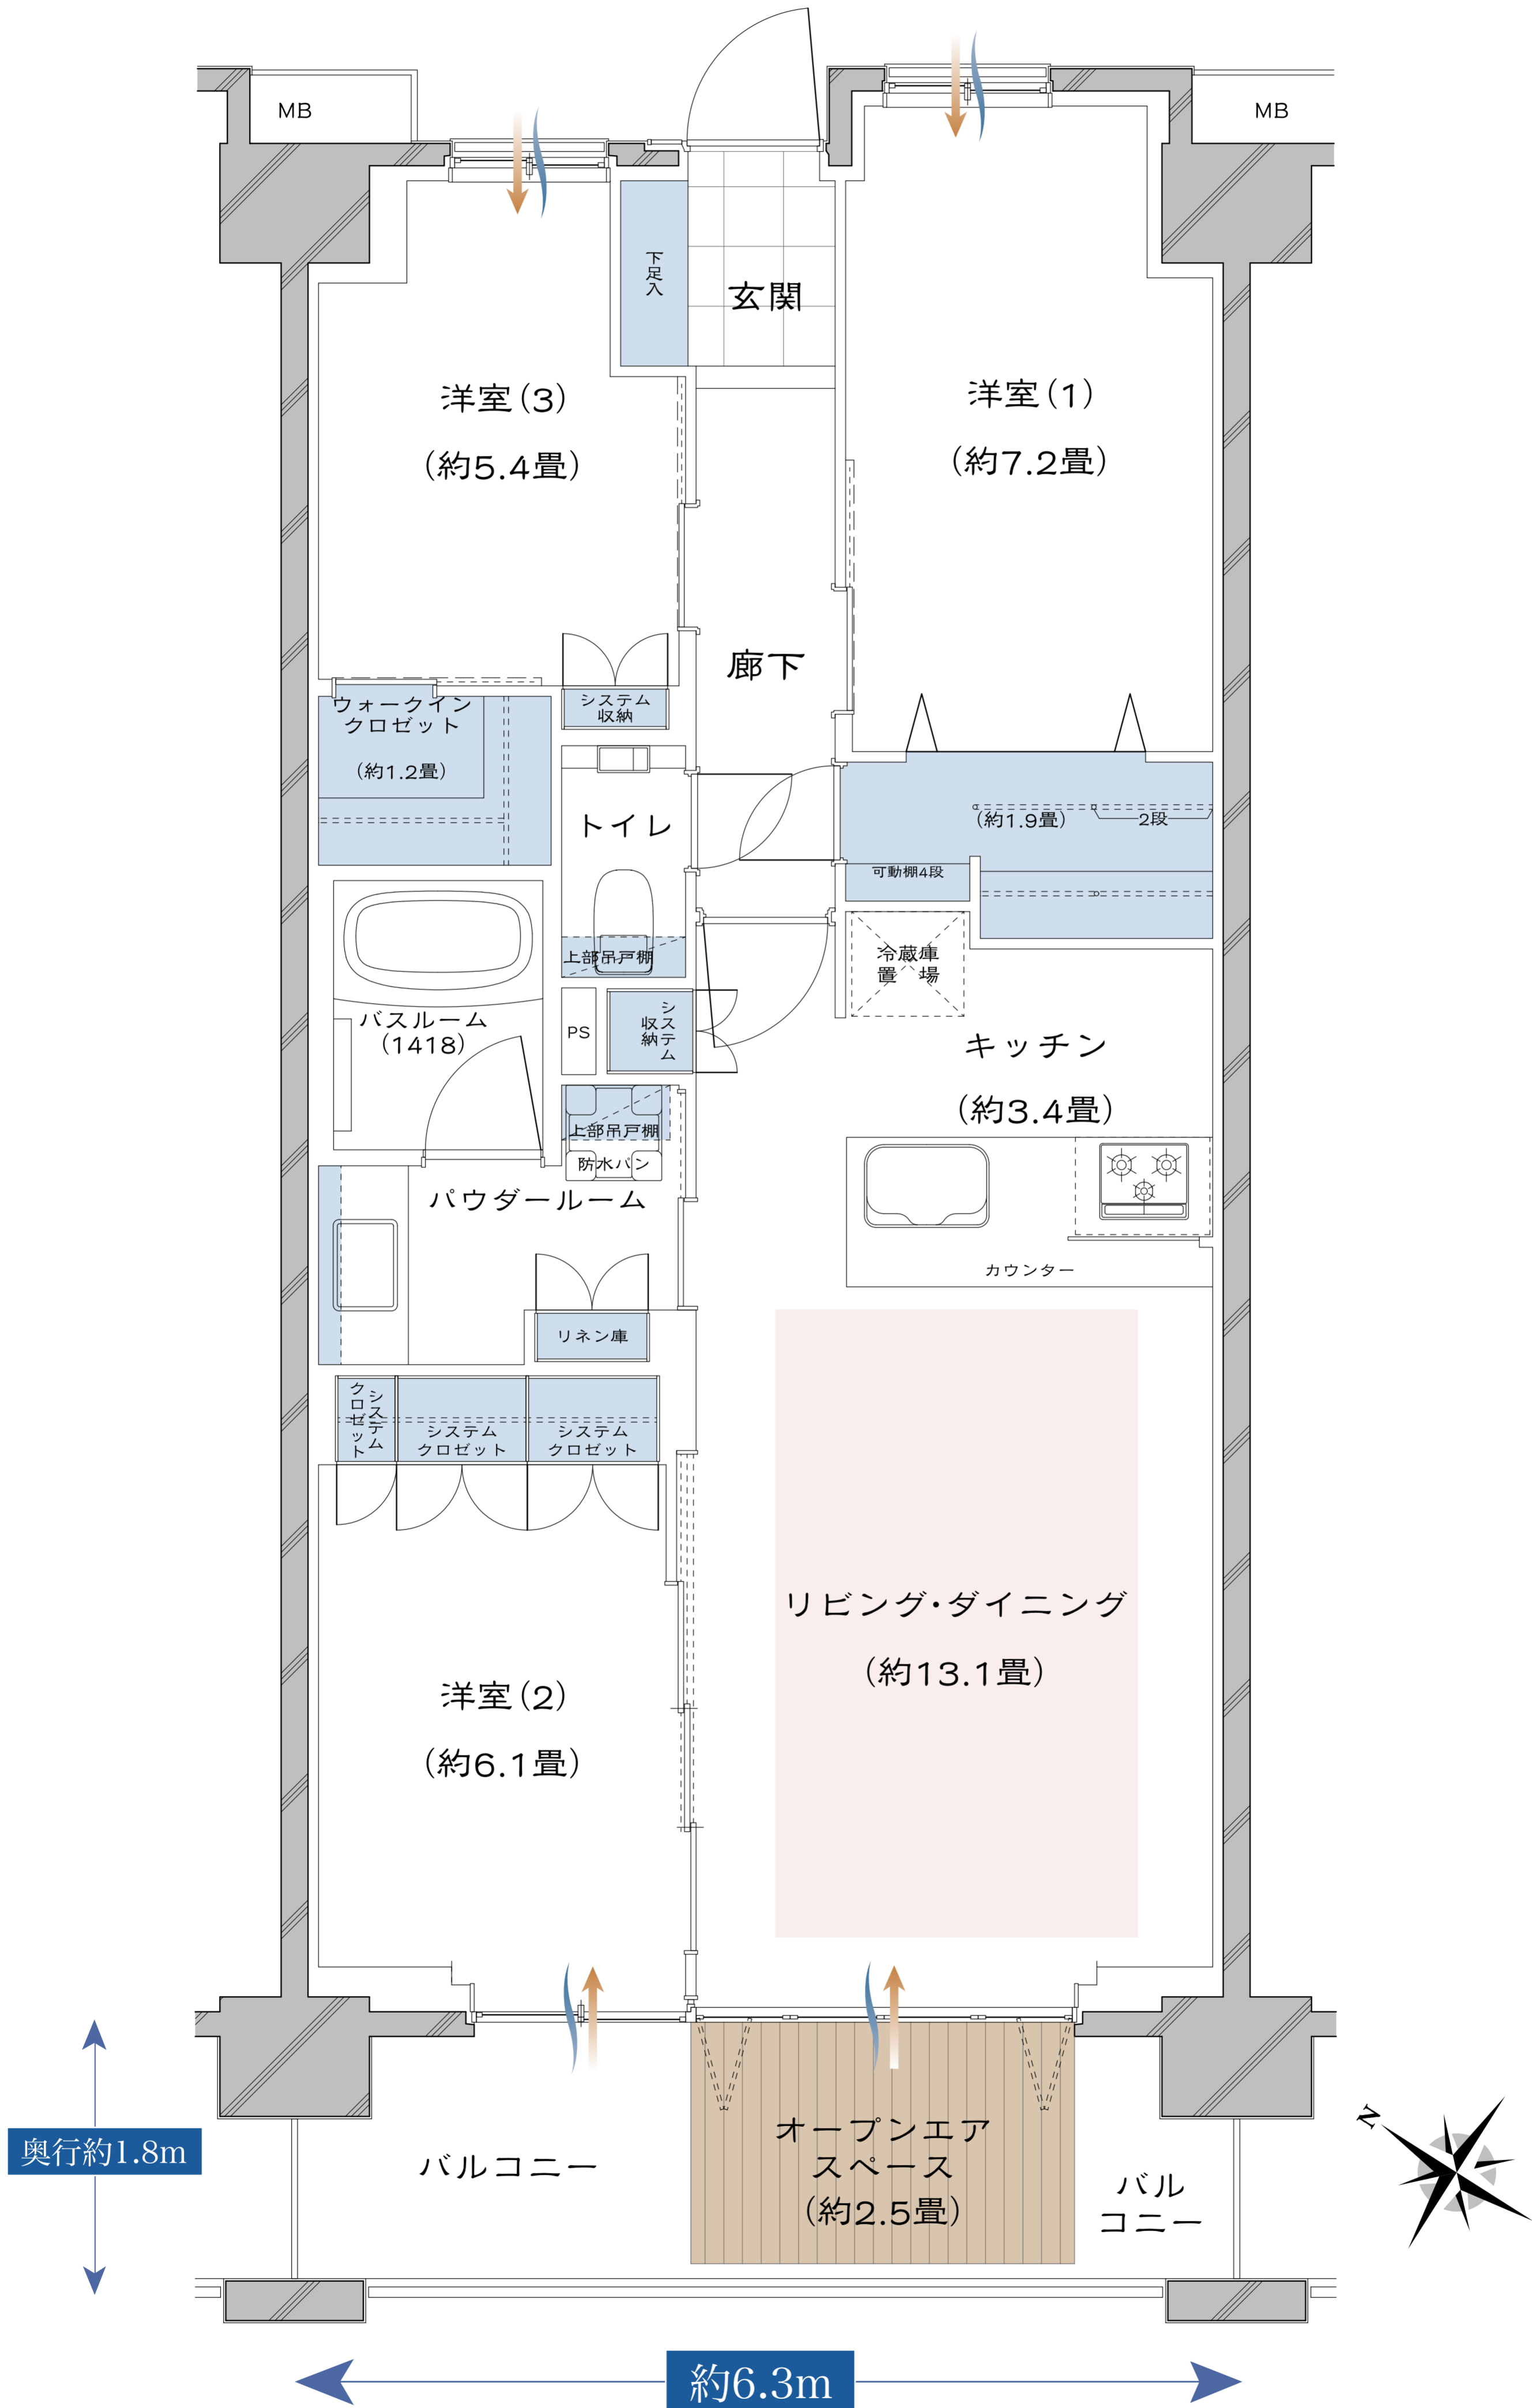 MB
MB
下足入
玄関
洋室(3)
(約5.4畳)
洋室(1)
(約7.2畳)
廊下
システム
収納
ウォークイン
クロゼット
(約1.2畳)
トイレ
上部吊戸棚
(約1.9畳)
2段
可動棚4段
冷蔵庫
置 場
バスルーム
(1418)
PS
システム
収納
キッチン
(約3.4畳)
上部吊戸棚
防水パン
パウダールーム
カウンター
リネン庫
システム
クロゼット
システム
クロゼット
システム
クロゼット
リビング・ダイニング
(約13.1畳)
洋室(2)
(約6.1畳)
オープンエア
スペース
(約2.5畳)
バルコニー
バル
コニー
奥行約1.8m
N
約6.3m